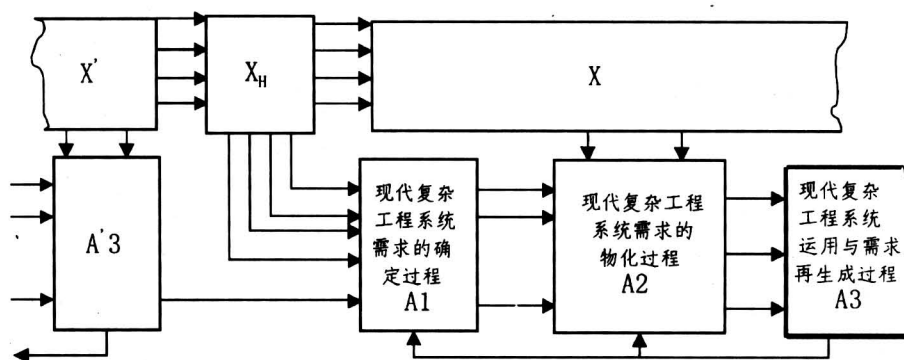 X'
X_H
X
A'3
现代复杂
工程系统
需求的确
定过程
A1
现代复杂工程
系统需求的
物化过程
A2
现代复杂
工程系统
运用与需求
再生成过程
A3